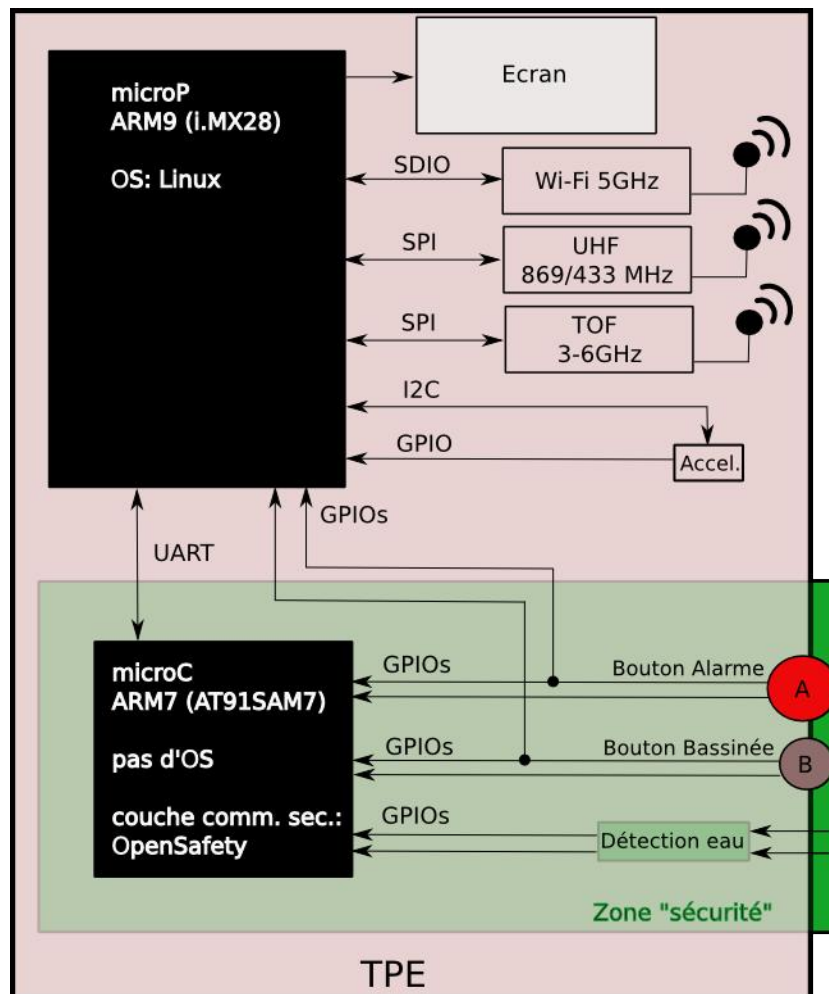 microP
ARM9 (i.MX28)
OS: Linux
Ecran
SDIO
Wi-Fi 5GHz
SPI
UHF
869/433 MHz
SPI
TOF
3-6GHz
I2C
GPIO
Accel.
GPIOs
UART
microC
ARM7 (AT91SAM7)
pas d'OS
couche comm. sec.:
OpenSafety
GPIOs
Bouton Alarme
A
GPIOs
Bouton Bassinée
B
GPIOs
Détection eau
Zone "sécurité"
TPE